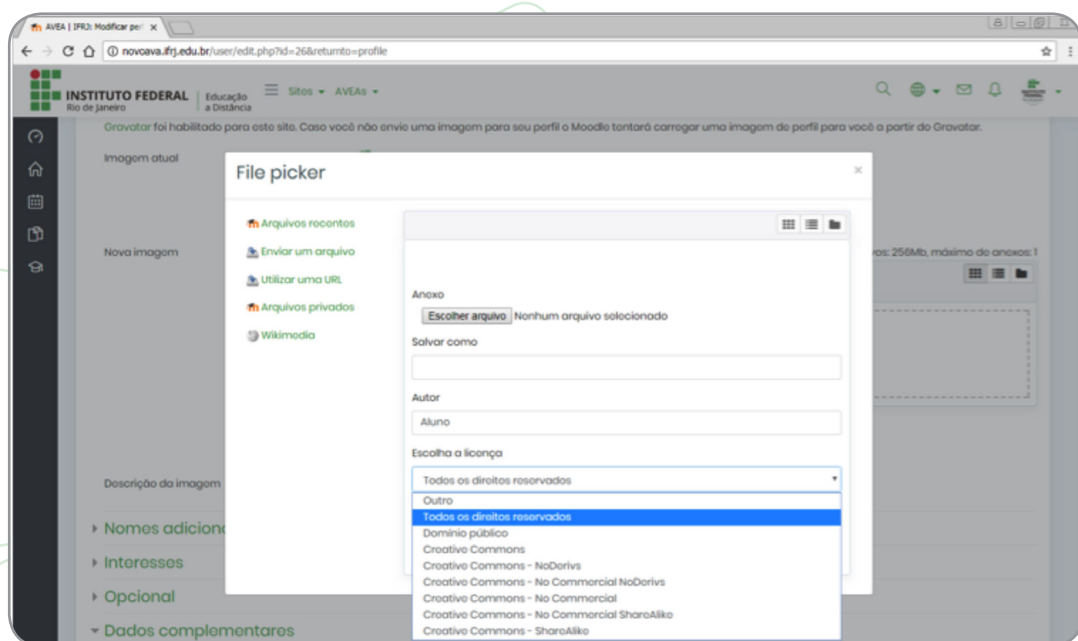 AVEA | IFRJ: Modificar per
novoava.ifrj.edu.br/user/edit.php?id=26&returnto=profile
INSTITUTO FEDERAL
Rio de Janeiro
Educação
a Distância
Sites
AVEAs
Gravatar foi habilitado para este site. Caso você não envie uma imagem para seu perfil o Moodle tentará carregar uma imagem de perfil para você a partir do Gravatar.
Imagem atual
File picker
Arquivos recentes
Enviar um arquivo
Utilizar uma URL
Arquivos privados
Wikimedia
Nova imagem
vos: 256Mb, máximo de anexos: 1
Anexo
Escolher arquivo Nenhum arquivo selecionado
Salvar como
Autor
Aluno
Escolha a licença
Todos os direitos reservados
Outro
Todos os direitos reservados
Domínio público
Creative Commons
Creative Commons - NoDerivs
Creative Commons - No Commercial NoDerivs
Creative Commons - No Commercial
Creative Commons - No Commercial ShareAlike
Creative Commons - ShareAlike
Descrição da imagem
Nomes adicion
Interesses
Opcional
Dados complementares